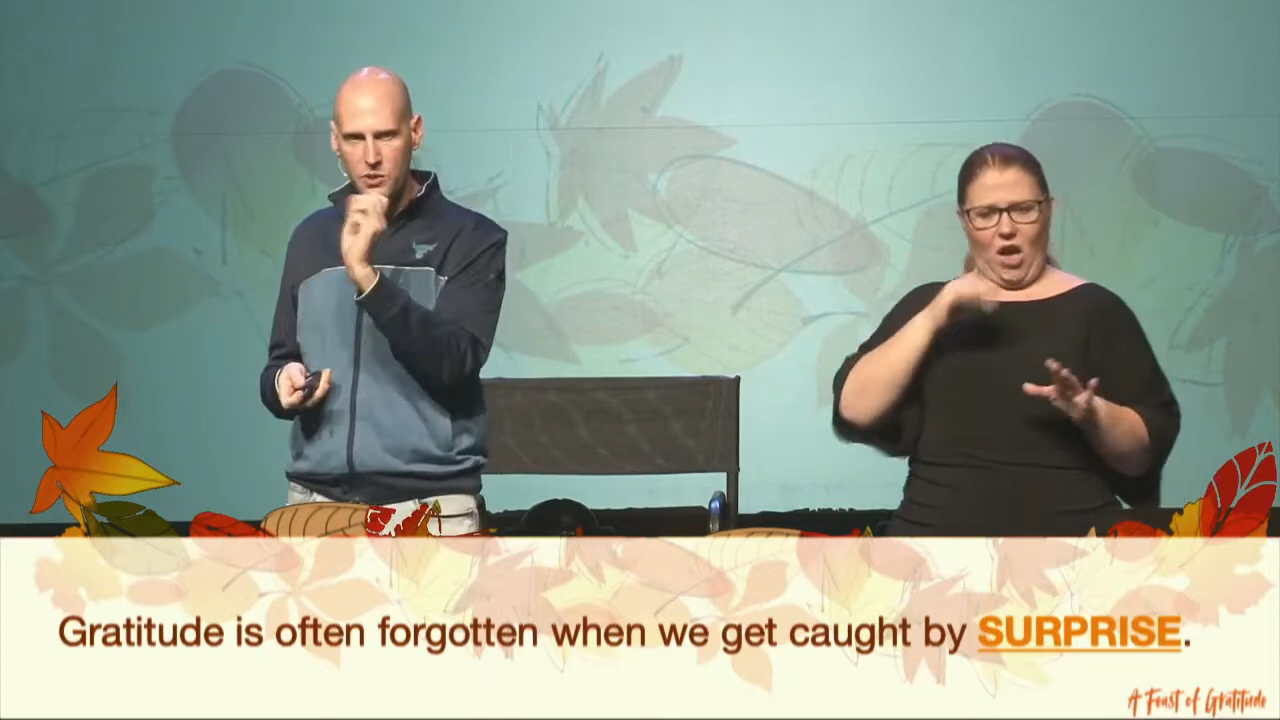 Gratitude is often forgotten when we get caught by SURPRISE.
A Feast of Gratitude